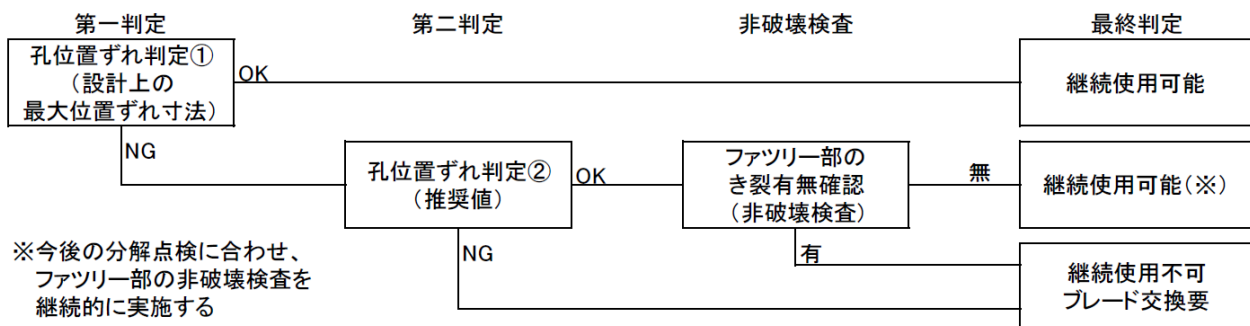 第一判定
第二判定
非破壊検査
最終判定
孔位置ずれ判定①
（設計上の
最大位置ずれ寸法）
OK
継続使用可能
NG
孔位置ずれ判定②
（推奨値）
OK
ファツリー部の
き裂有無確認
（非破壊検査）
無
継続使用可能（※）
NG
有
継続使用不可
ブレード交換要
※今後の分解点検に合わせ、
ファツリー部の非破壊検査を
継続的に実施する